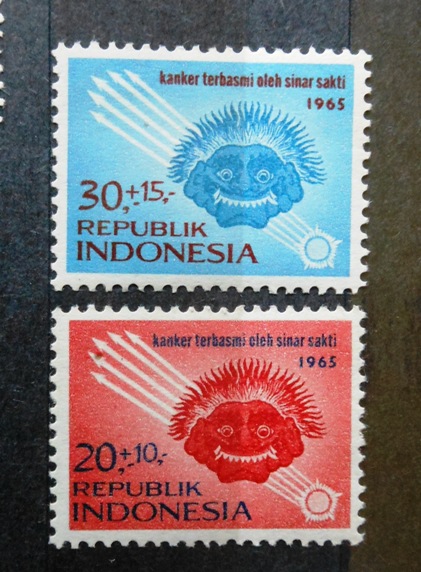 kanker terbasmi oleh sinar sakti
1965
30,+15,-
REPUBLIK
INDONESIA
kanker terbasmi oleh sinar sakti
1965
20,+10,-
REPUBLIK
INDONESIA